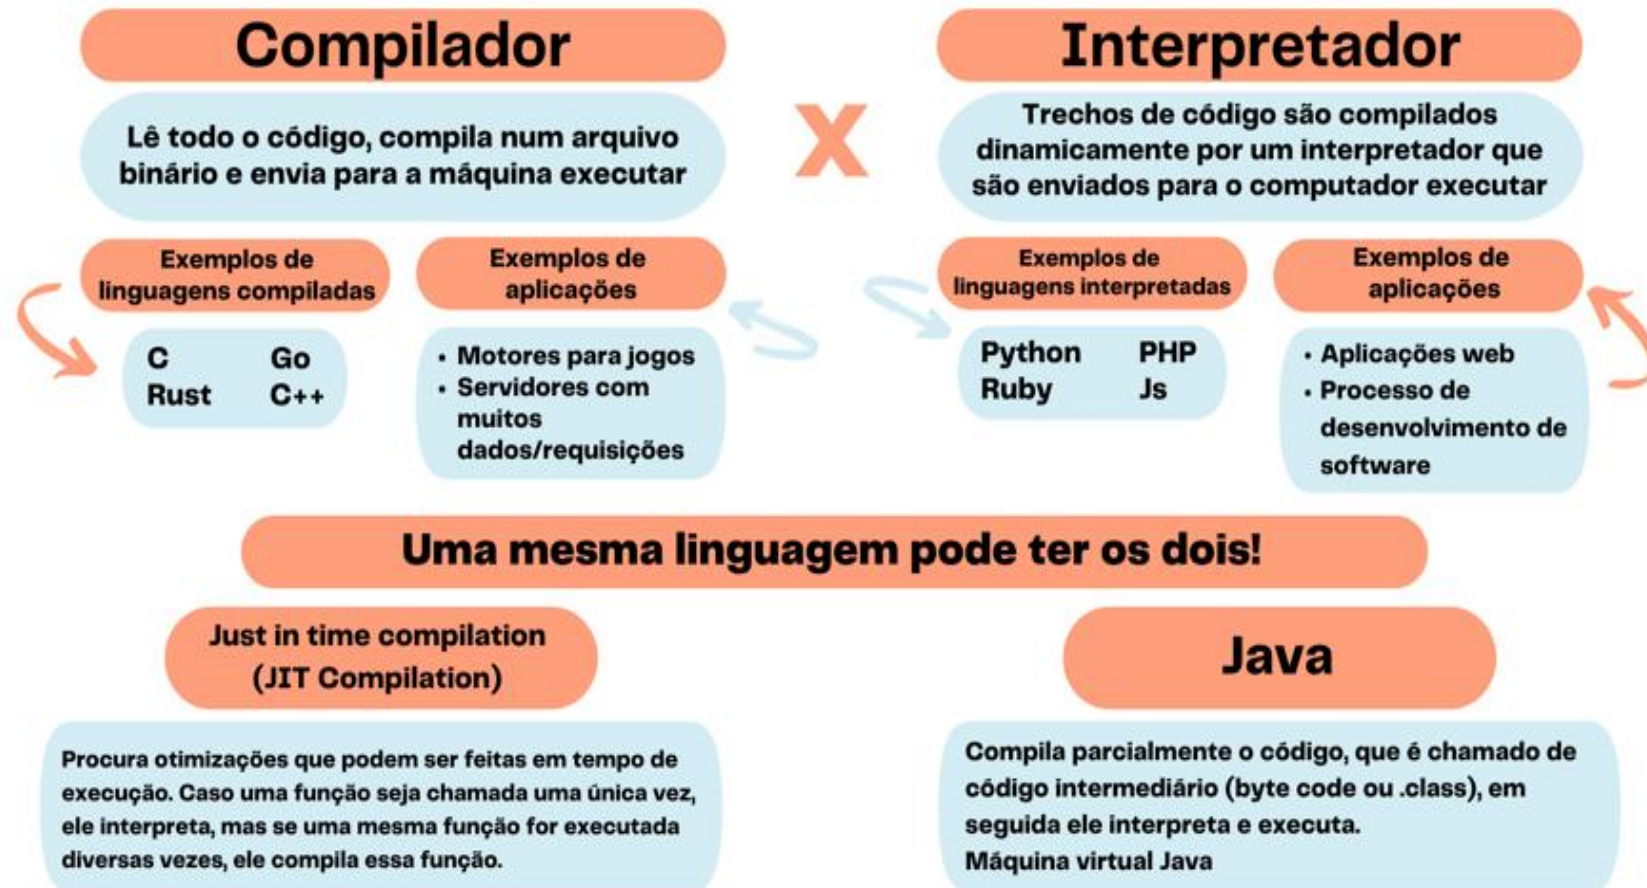 Compilador
Lê todo o código, compila num arquivo
binário e envia para a máquina executar
Exemplos de
linguagens compiladas
C Go
Rust C++
Exemplos de
aplicações
• Motores para jogos
• Servidores com
muitos
dados/requisições
X
Interpretador
Trechos de código são compilados
dinamicamente por um interpretador que
são enviados para o computador executar
Exemplos de
linguagens interpretadas
Python PHP
Ruby Js
Exemplos de
aplicações
• Aplicações web
• Processo de
desenvolvimento de
software
Uma mesma linguagem pode ter os dois!
Just in time compilation
(JIT Compilation)
Procura otimizações que podem ser feitas em tempo de
execução. Caso uma função seja chamada uma única vez,
ele interpreta, mas se uma mesma função for executada
diversas vezes, ele compila essa função.
Java
Compila parcialmente o código, que é chamado de
código intermediário (byte code ou .class), em
seguida ele interpreta e executa.
Máquina virtual Java